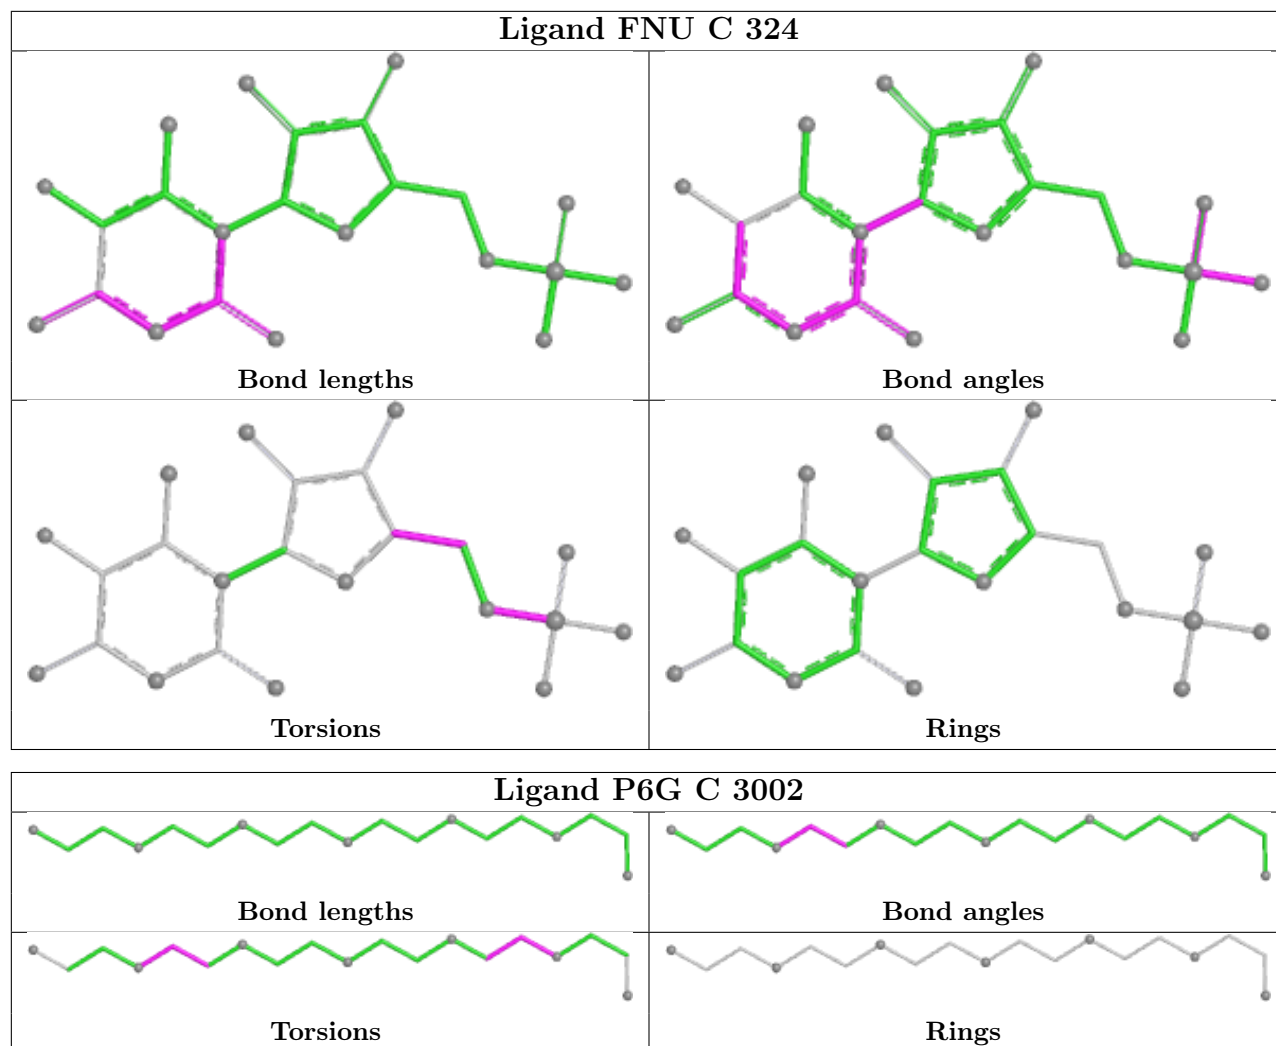 Ligand FNU C 324
Bond lengths
Bond angles
Torsions
Rings
Ligand P6G C 3002
Bond lengths
Bond angles
Torsions
Rings